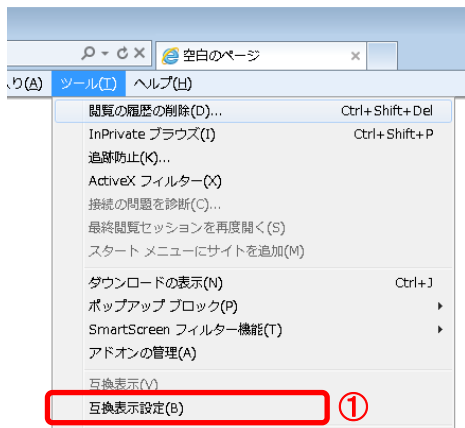 空白のページ
り(A) ツール(T) ヘルプ(H)
閲覧の履歴の削除(D)... Ctrl+Shift+Del
InPrivate ブラウズ(I) Ctrl+Shift+P
追跡防止(K)...
ActiveX フィルター(X)
接続の問題を診断(C)...
最終閲覧セッションを再度開く(S)
スタート メニューにサイトを追加(M)
ダウンロードの表示(N) Ctrl+J
ポップアップ ブロック(P)
SmartScreen フィルター機能(T)
アドオンの管理(A)
互換表示(V)
互換表示設定(B) ①